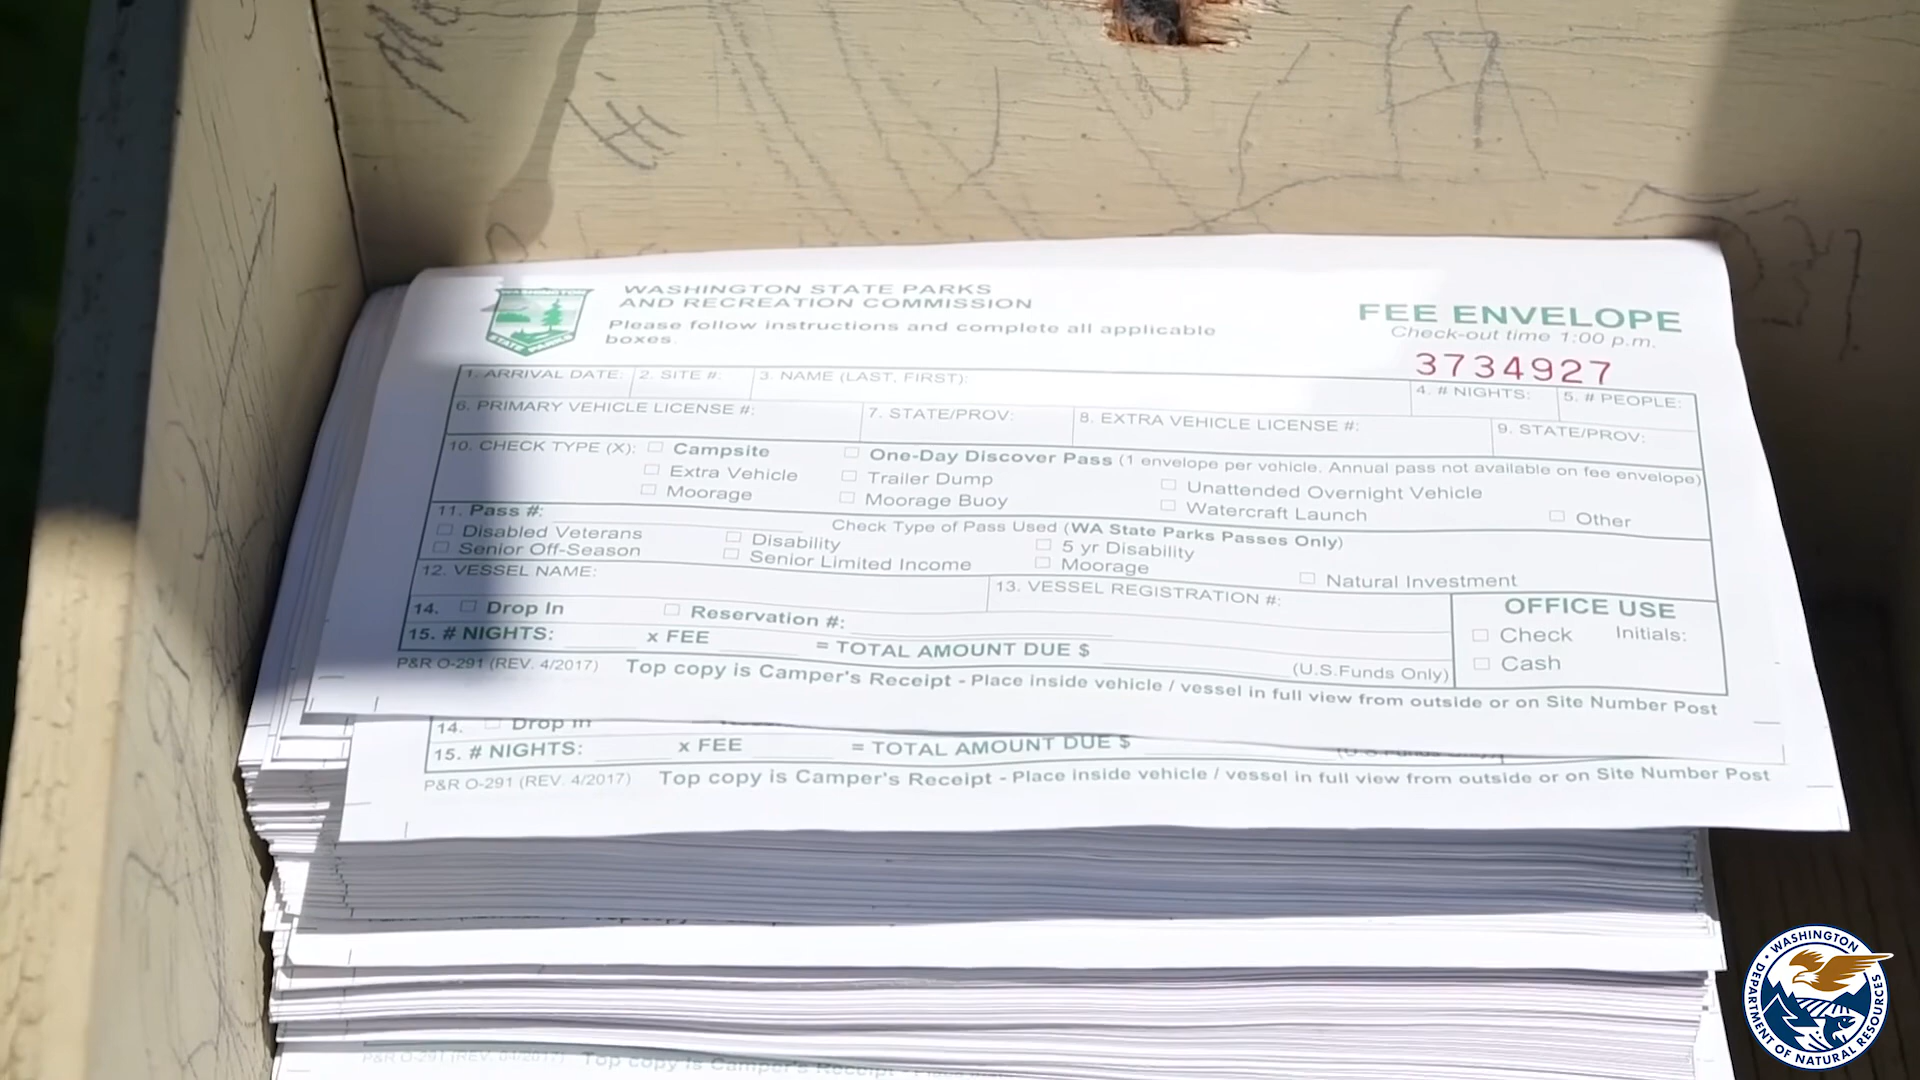 WASHINGTON STATE PARKS
AND RECREATION COMMISSION
Please follow instructions and complete all applicable
boxes.
WASHINGTON
STATE PARKS
FEE ENVELOPE
Check-out time 1:00 p.m.
3734927
1. ARRIVAL DATE: 2. SITE #: 3. NAME (LAST, FIRST): 4. # NIGHTS: 5. # PEOPLE:
6. PRIMARY VEHICLE LICENSE #: 7. STATE/PROV: 8. EXTRA VEHICLE LICENSE #: 9. STATE/PROV:
10. CHECK TYPE (X): Campsite One-Day Discover Pass (1 envelope per vehicle. Annual pass not available on fee envelope)
Extra Vehicle Trailer Dump Unattended Overnight Vehicle
Moorage Moorage Buoy Watercraft Launch Other
11. Pass #: Check Type of Pass Used (WA State Parks Passes Only)
Disabled Veterans Disability 5 yr Disability
Senior Off-Season Senior Limited Income Moorage Natural Investment
12. VESSEL NAME: 13. VESSEL REGISTRATION #:
14. Drop In Reservation #:
15. # NIGHTS: x FEE = TOTAL AMOUNT DUE $ (U.S.Funds Only)
OFFICE USE
Check Initials:
Cash
P&R O-291 (REV. 4/2017) Top copy is Camper's Receipt - Place inside vehicle / vessel in full view from outside or on Site Number Post
14. Drop In
15. # NIGHTS: x FEE = TOTAL AMOUNT DUE $
P&R O-291 (REV. 4/2017) Top copy is Camper's Receipt - Place inside vehicle / vessel in full view from outside or on Site Number Post
Top copy is Camper's Receipt
WASHINGTON
DEPARTMENT OF NATURAL RESOURCES